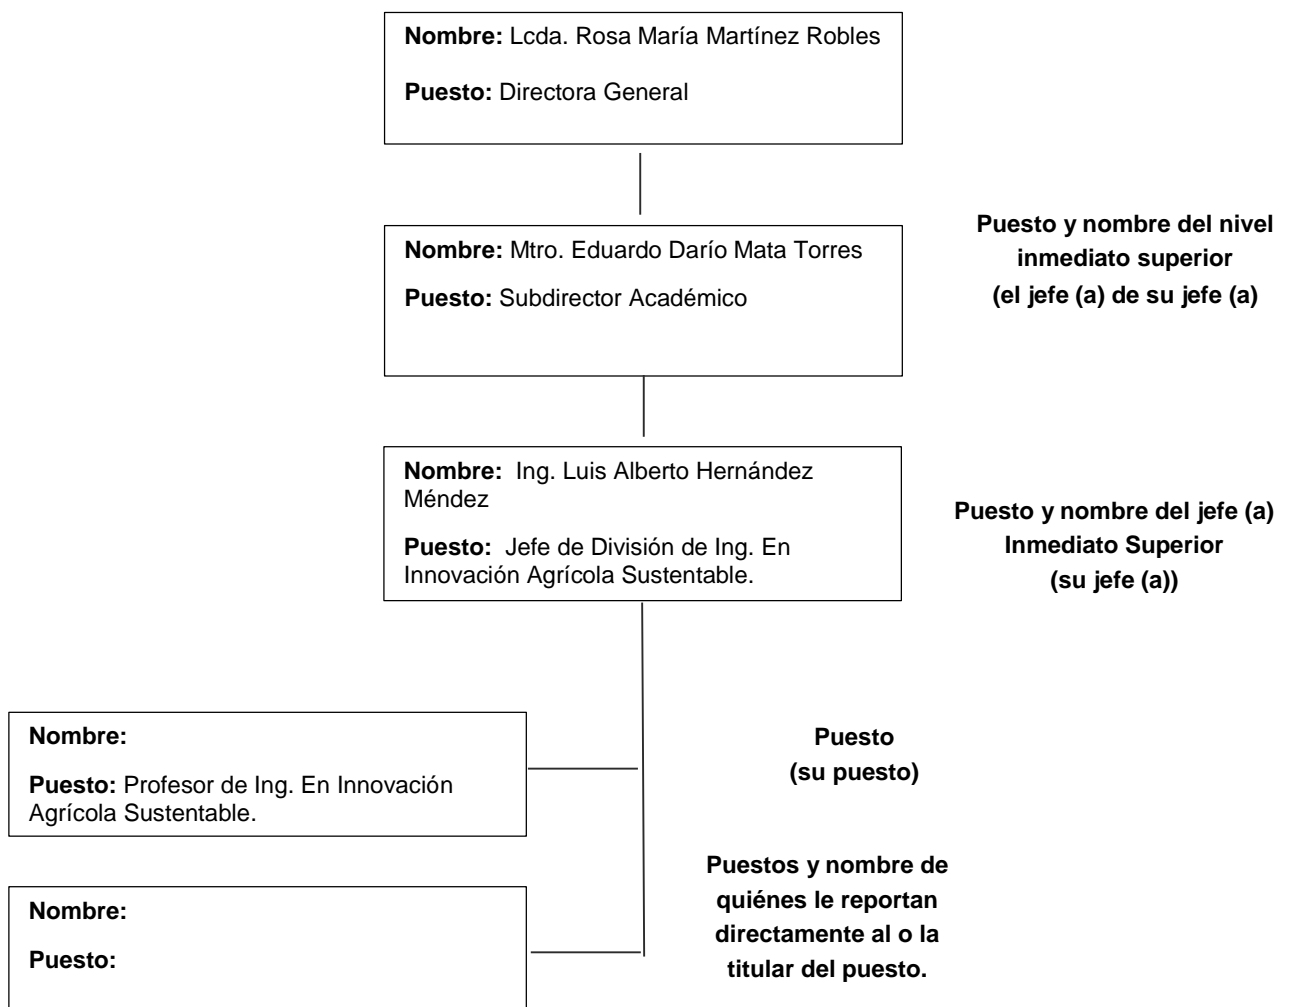 Nombre: Lcda. Rosa María Martínez Robles
Puesto: Directora General
Nombre: Mtro. Eduardo Darío Mata Torres
Puesto: Subdirector Académico
Puesto y nombre del nivel
inmediato superior
(el jefe (a) de su jefe (a)
Nombre: Ing. Luis Alberto Hernández
Méndez
Puesto: Jefe de División de Ing. En
Innovación Agrícola Sustentable.
Puesto y nombre del jefe (a)
Inmediato Superior
(su jefe (a))
Nombre:
Puesto: Profesor de Ing. En Innovación
Agrícola Sustentable.
Puesto
(su puesto)
Nombre:
Puesto:
Puestos y nombre de
quiénes le reportan
directamente al o la
titular del puesto.